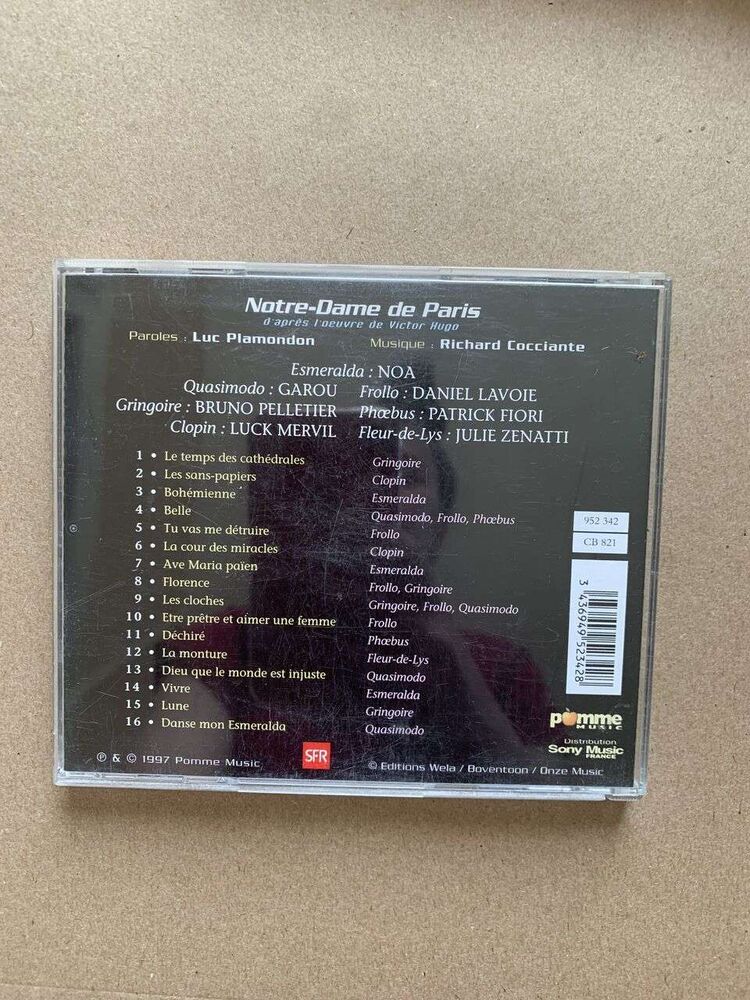 Notre-Dame de Paris
d'après l'oeuvre de Victor Hugo
Paroles : Luc Plamondon Musique : Richard Cocciante
Esmeralda : NOA
Quasimodo : GAROU Frollo : DANIEL LAVOIE
Gringoire : BRUNO PELLETIER Phœbus : PATRICK FIORI
Clopin : LUCK MERVIL Fleur-de-Lys : JULIE ZENATTI
1 • Le temps des cathédrales Gringoire
2 • Les sans-papiers Clopin
3 • Bohémienne Esmeralda
4 • Belle Quasimodo, Frollo, Phœbus
5 • Tu vas me détruire Frollo
6 • La cour des miracles Clopin
7 • Ave Maria païen Esmeralda
8 • Florence Frollo, Gringoire
9 • Les cloches Gringoire, Frollo, Quasimodo
10 • Etre prêtre et aimer une femme Frollo
11 • Déchiré Phœbus
12 • La monture Fleur-de-Lys
13 • Dieu que le monde est injuste Quasimodo
14 • Vivre Esmeralda
15 • Lune Gringoire
16 • Danse mon Esmeralda Quasimodo
952 342
CB 821
3 436949 523428
pomme
MUSIC
Distribution
Sony Music
FRANCE
℗ & © 1997 Pomme Music
SFR
© Editions Wela / Boventoon / Onze Music